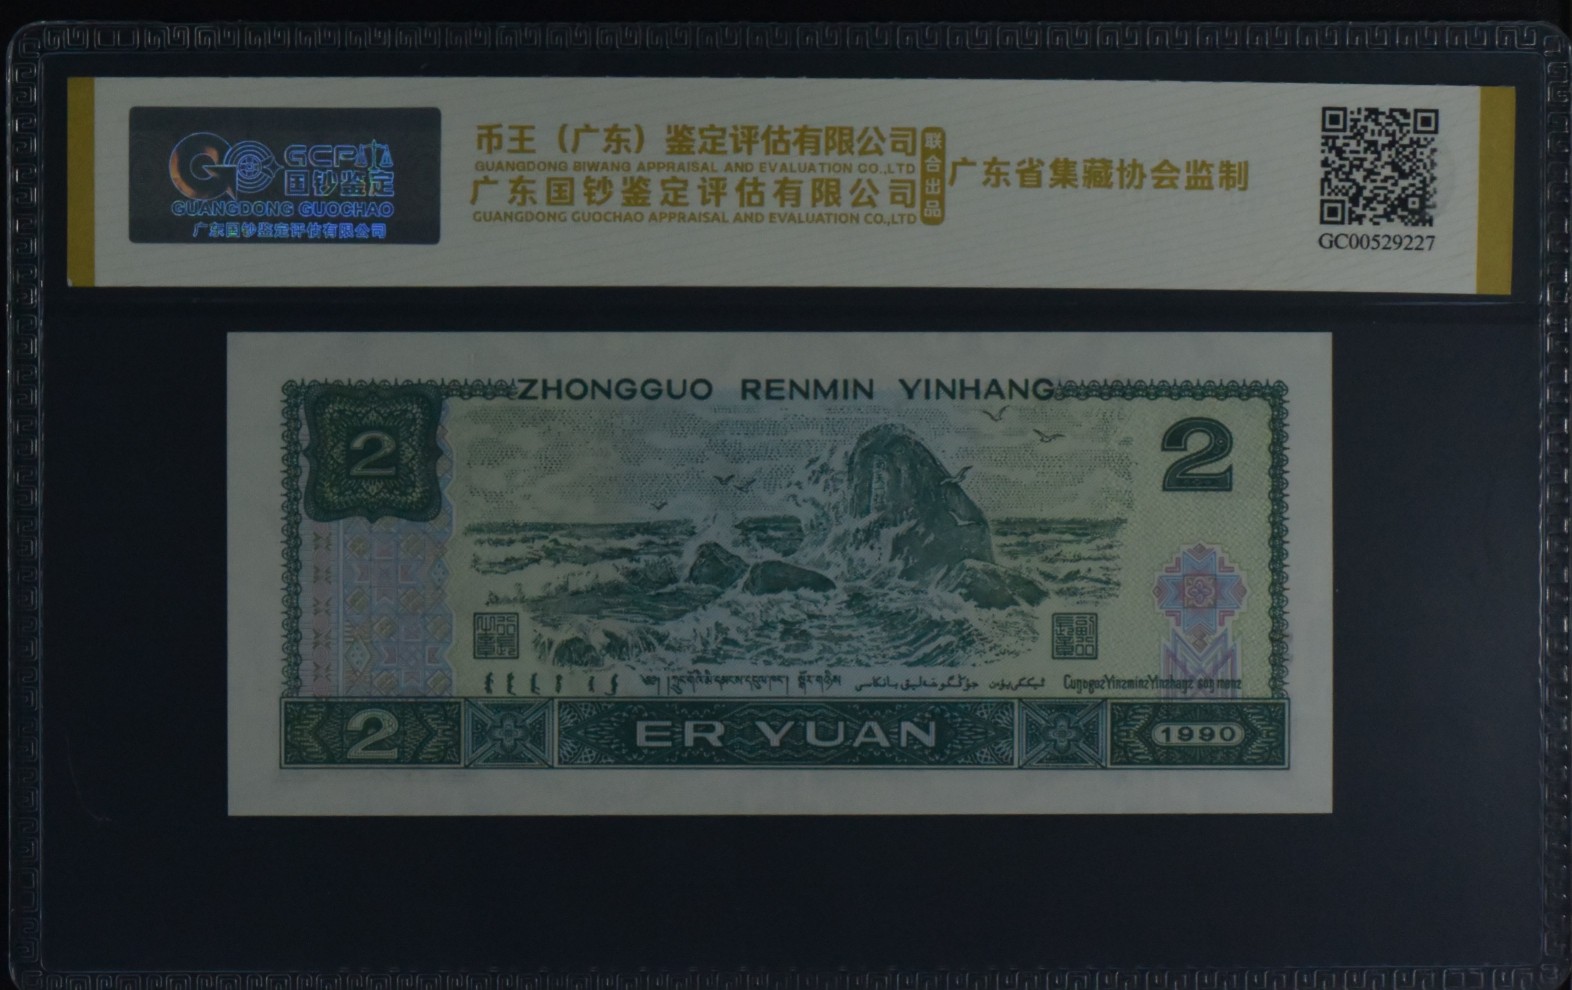 GCPA
国钞鉴定
GUANGDONG GUOCHAO
广东国钞鉴定评估有限公司
币王（广东）鉴定评估有限公司
GUANGDONG BIWANG APPRAISAL AND EVALUATION CO.,LTD
广东国钞鉴定评估有限公司
GUANGDONG GUOCHAO APPRAISAL AND EVALUATION CO.,LTD
联合出品
广东省集藏协会监制
GC00529227
ZHONGGUO RENMIN YINHANG
2
2
Cuŋgoz Yinzminz Yinzhangz
2
ER YUAN
1990